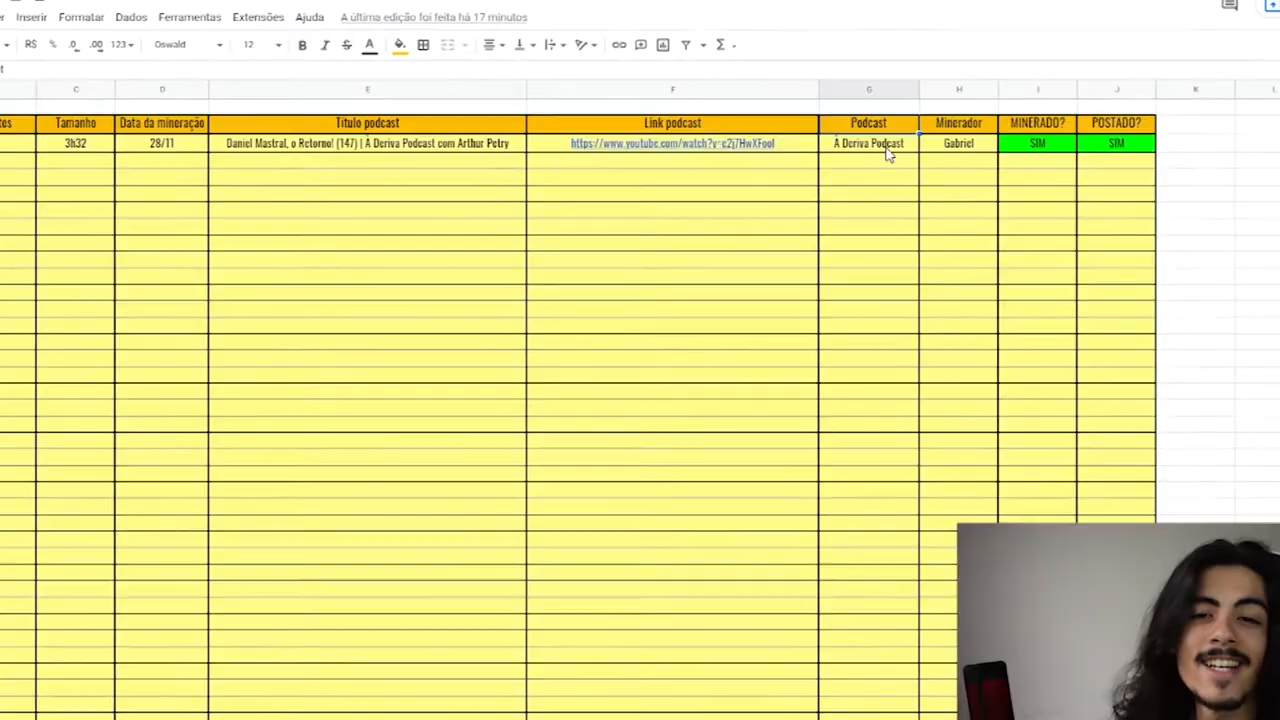 Inserir Formatar Dados Ferramentas Extensões Ajuda A última edição foi feita há 17 minutos
R$ % .0 .00 123 Oswald 12 B I S A
C D E F G H I J K L
Tamanho Data da mineração Título podcast Link podcast Podcast Minerador MINERADO? POSTADO?
3h32 28/11 Daniel Mastral, o Retorno! (147) | À Deriva Podcast com Arthur Petry À Deriva Podcast Gabriel SIM SIM